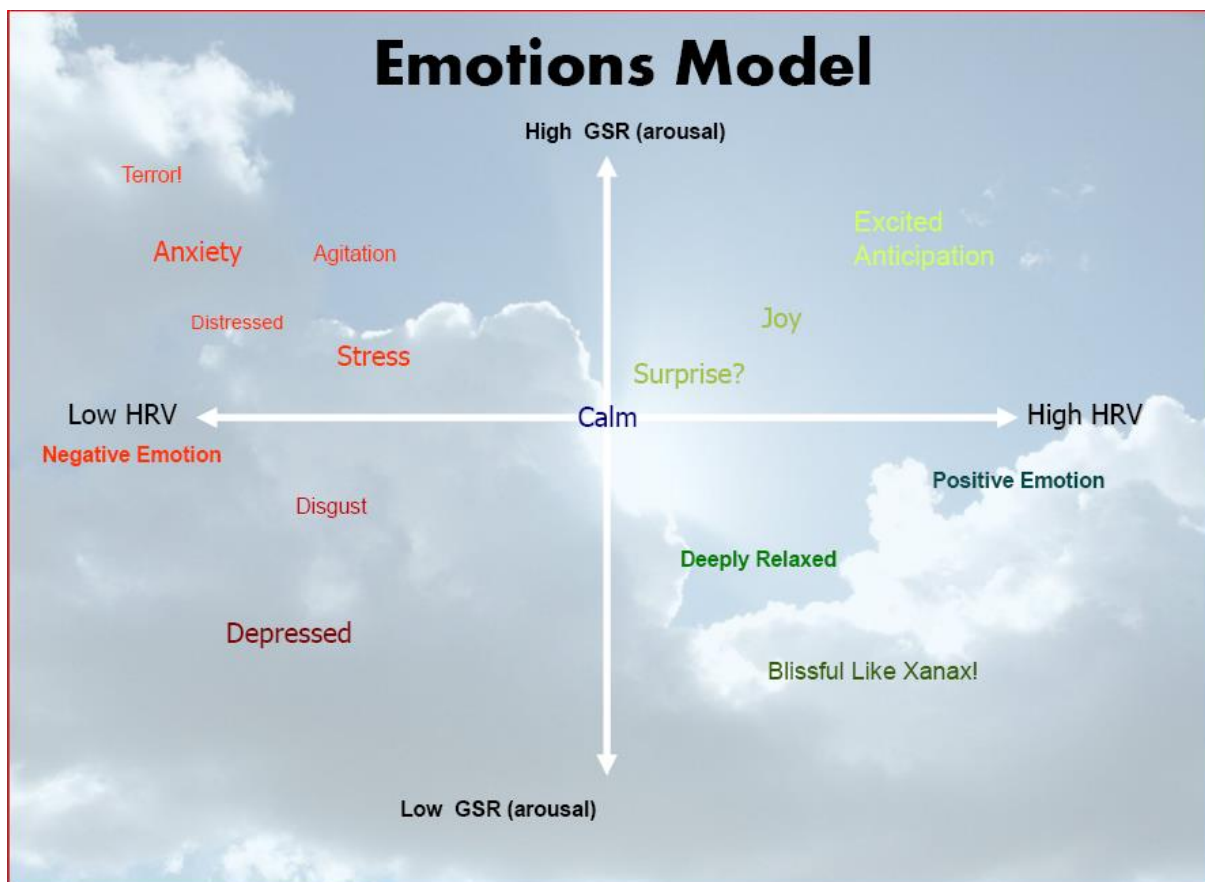 Emotions Model
High GSR (arousal)
Terror!
Excited
Anticipation
Anxiety
Agitation
Distressed
Joy
Stress
Surprise?
Low HRV
Calm
High HRV
Negative Emotion
Positive Emotion
Disgust
Deeply Relaxed
Depressed
Blissful Like Xanax!
Low GSR (arousal)